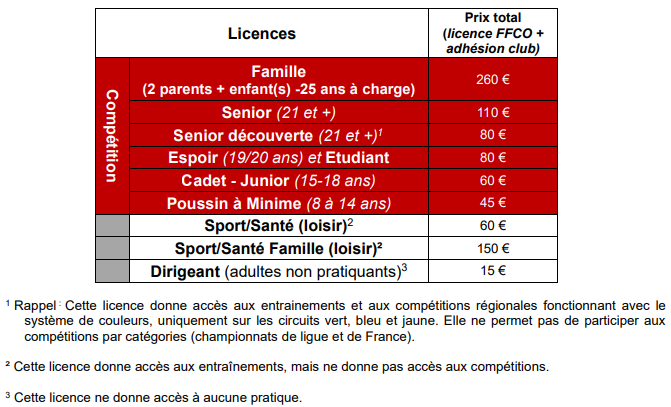 Licences
Prix total
(licence FFCO +
adhésion club)
Compétition
Famille
(2 parents + enfant(s) -25 ans à charge)
260 €
Senior (21 et +)
110 €
Senior découverte (21 et +)¹
80 €
Espoir (19/20 ans) et Etudiant
80 €
Cadet - Junior (15-18 ans)
60 €
Poussin à Minime (8 à 14 ans)
45 €
Sport/Santé (loisir)²
60 €
Sport/Santé Famille (loisir)²
150 €
Dirigeant (adultes non pratiquants)³
15 €
¹ Rappel : Cette licence donne accès aux entrainements et aux compétitions régionales fonctionnant avec le
système de couleurs, uniquement sur les circuits vert, bleu et jaune. Elle ne permet pas de participer aux
compétitions par catégories (championnats de ligue et de France).
² Cette licence donne accès aux entraînements, mais ne donne pas accès aux compétitions.
³ Cette licence ne donne accès à aucune pratique.